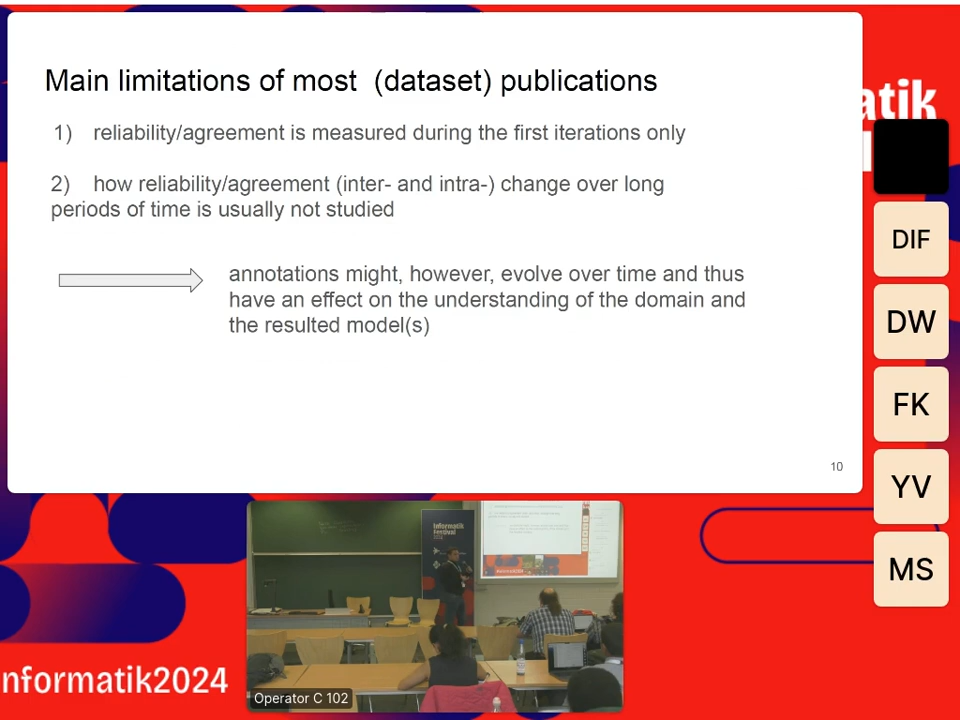 Main limitations of most (dataset) publications
1) reliability/agreement is measured during the first iterations only
2) how reliability/agreement (inter- and intra-) change over long
periods of time is usually not studied
annotations might, however, evolve over time and thus
have an effect on the understanding of the domain and
the resulted model(s)
10
atik
DIF
DW
FK
YV
MS
Informatik
Festival
nformatik2024
Operator C 102